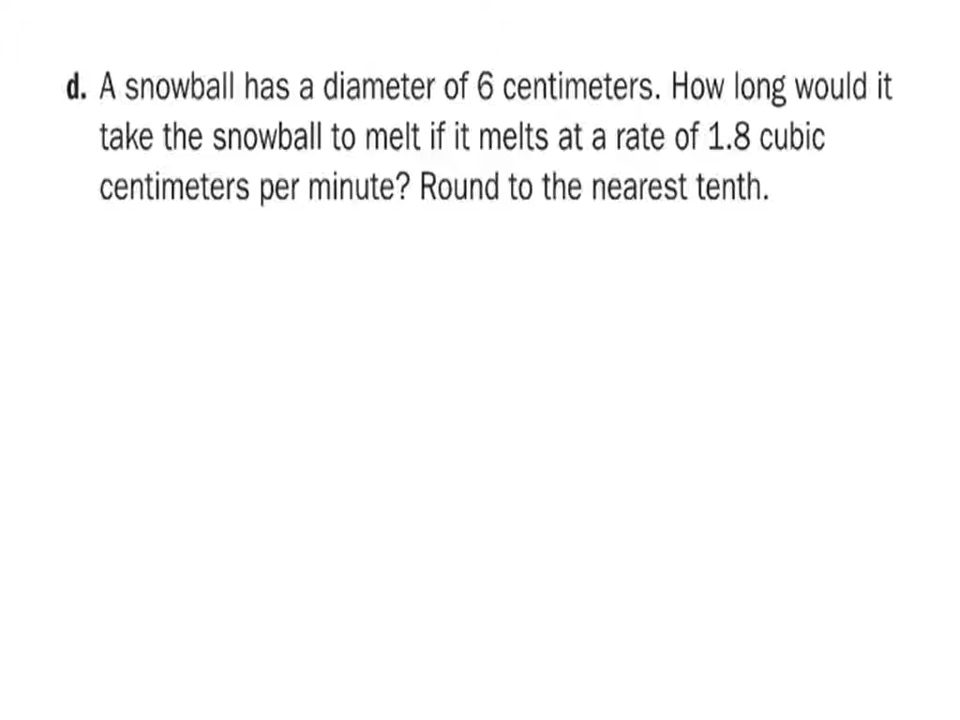 d. A snowball has a diameter of 6 centimeters. How long would it
take the snowball to melt if it melts at a rate of 1.8 cubic
centimeters per minute? Round to the nearest tenth.